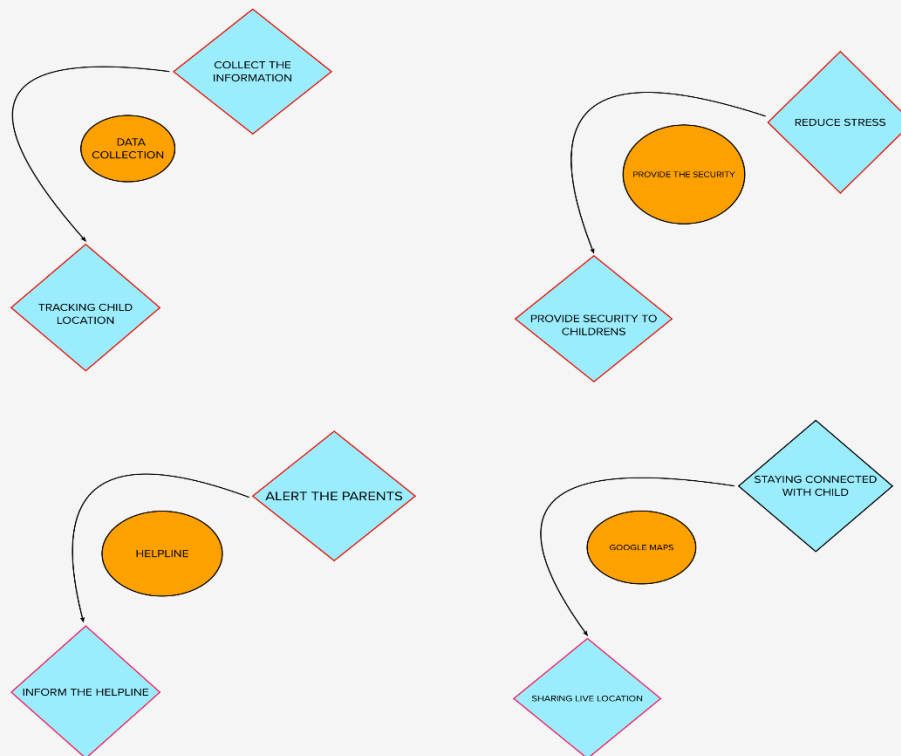 COLLECT THE
INFORMATION
DATA
COLLECTION
TRACKING CHILD
LOCATION
REDUCE STRESS
PROVIDE THE SECURITY
PROVIDE SECURITY TO
CHILDRENS
ALERT THE PARENTS
HELPLINE
INFORM THE HELPLINE
STAYING CONNECTED
WITH CHILD
GOOGLE MAPS
SHARING LIVE LOCATION